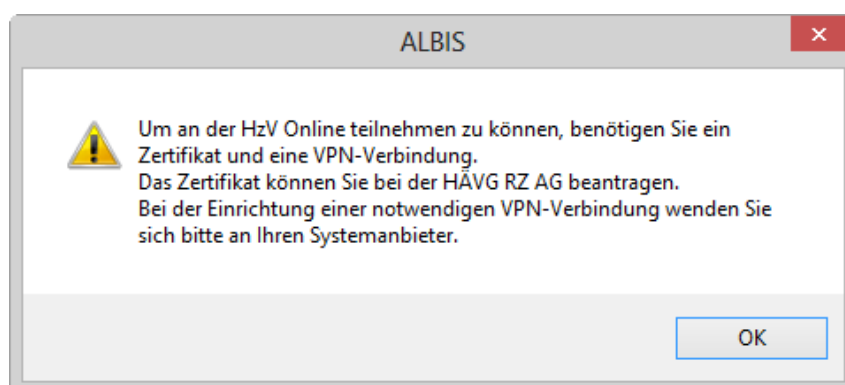 ALBIS
Um an der HzV Online teilnehmen zu können, benötigen Sie ein
Zertifikat und eine VPN-Verbindung.
Das Zertifikat können Sie bei der HÄVG RZ AG beantragen.
Bei der Einrichtung einer notwendigen VPN-Verbindung wenden Sie
sich bitte an Ihren Systemanbieter.
OK